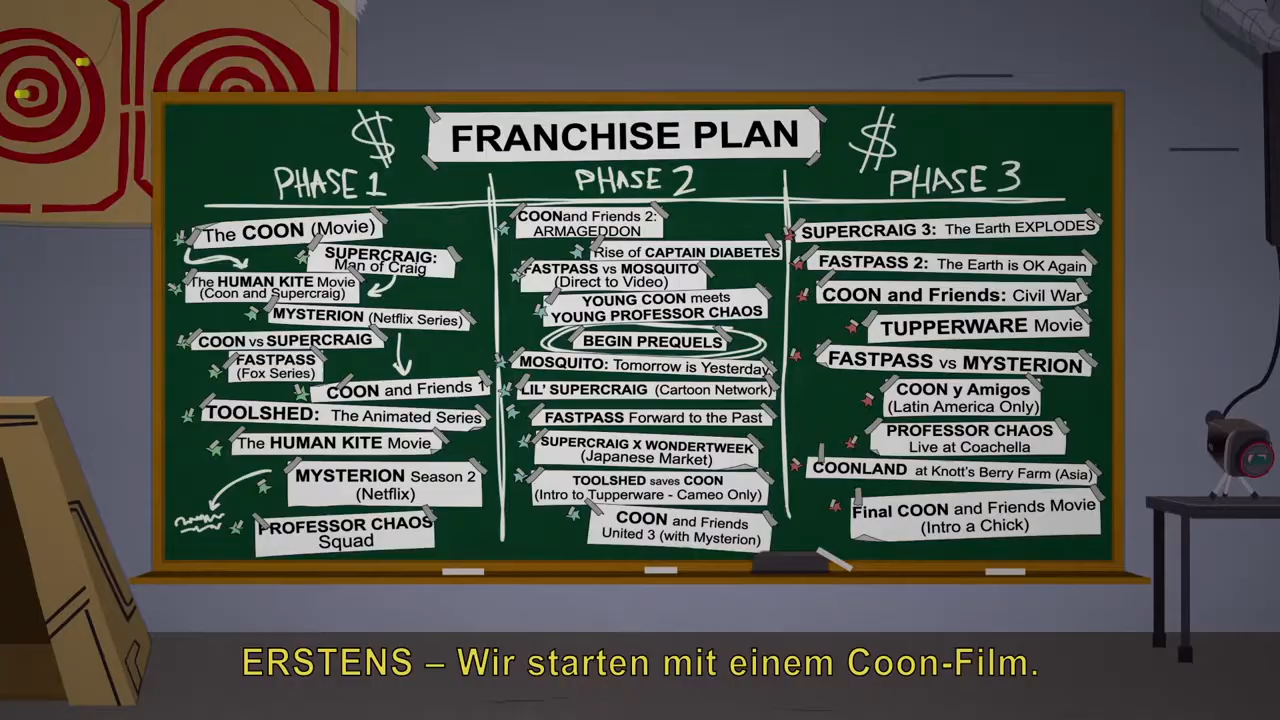 $ FRANCHISE PLAN $
PHASE 1
The COON (Movie)
SUPERCRAIG:
Man of Craig
The HUMAN KITE Movie
(Coon and Supercraig)
MYSTERION (Netflix Series)
COON vs SUPERCRAIG
FASTPASS
(Fox Series)
COON and Friends 1
TOOLSHED: The Animated Series
The HUMAN KITE Movie
MYSTERION Season 2
(Netflix)
PROFESSOR CHAOS
Squad
PHASE 2
COON and Friends 2:
ARMAGEDDON
Rise of CAPTAIN DIABETES
FASTPASS vs MOSQUITO
(Direct to Video)
YOUNG COON meets
YOUNG PROFESSOR CHAOS
BEGIN PREQUELS
MOSQUITO: Tomorrow is Yesterday
LIL' SUPERCRAIG (Cartoon Network)
FASTPASS Forward to the Past
SUPERCRAIG X WONDERTWEEK
(Japanese Market)
TOOLSHED saves COON
(Intro to Tupperware - Cameo Only)
COON and Friends
United 3 (with Mysterion)
PHASE 3
SUPERCRAIG 3: The Earth EXPLODES
FASTPASS 2: The Earth is OK Again
COON and Friends: Civil War
TUPPERWARE Movie
FASTPASS vs MYSTERION
COON y Amigos
(Latin America Only)
PROFESSOR CHAOS
Live at Coachella
COONLAND at Knott's Berry Farm (Asia)
Final COON and Friends Movie
(Intro a Chick)
ERSTENS – Wir starten mit einem Coon-Film.